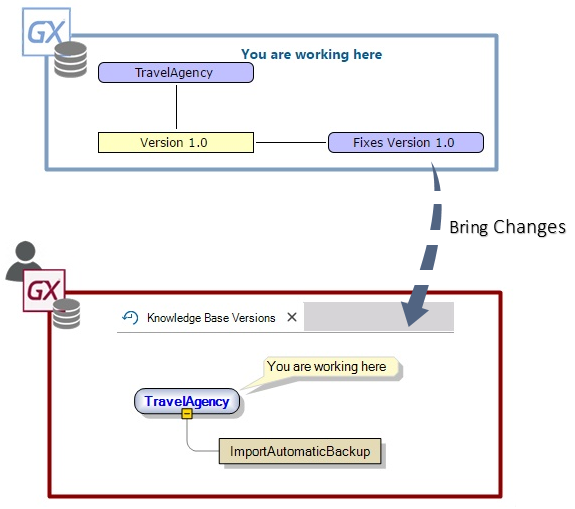 GX
You are working here
TravelAgency
Version 1.0
Fixes Version 1.0
Bring Changes
GX
Knowledge Base Versions
You are working here
TravelAgency
ImportAutomaticBackup